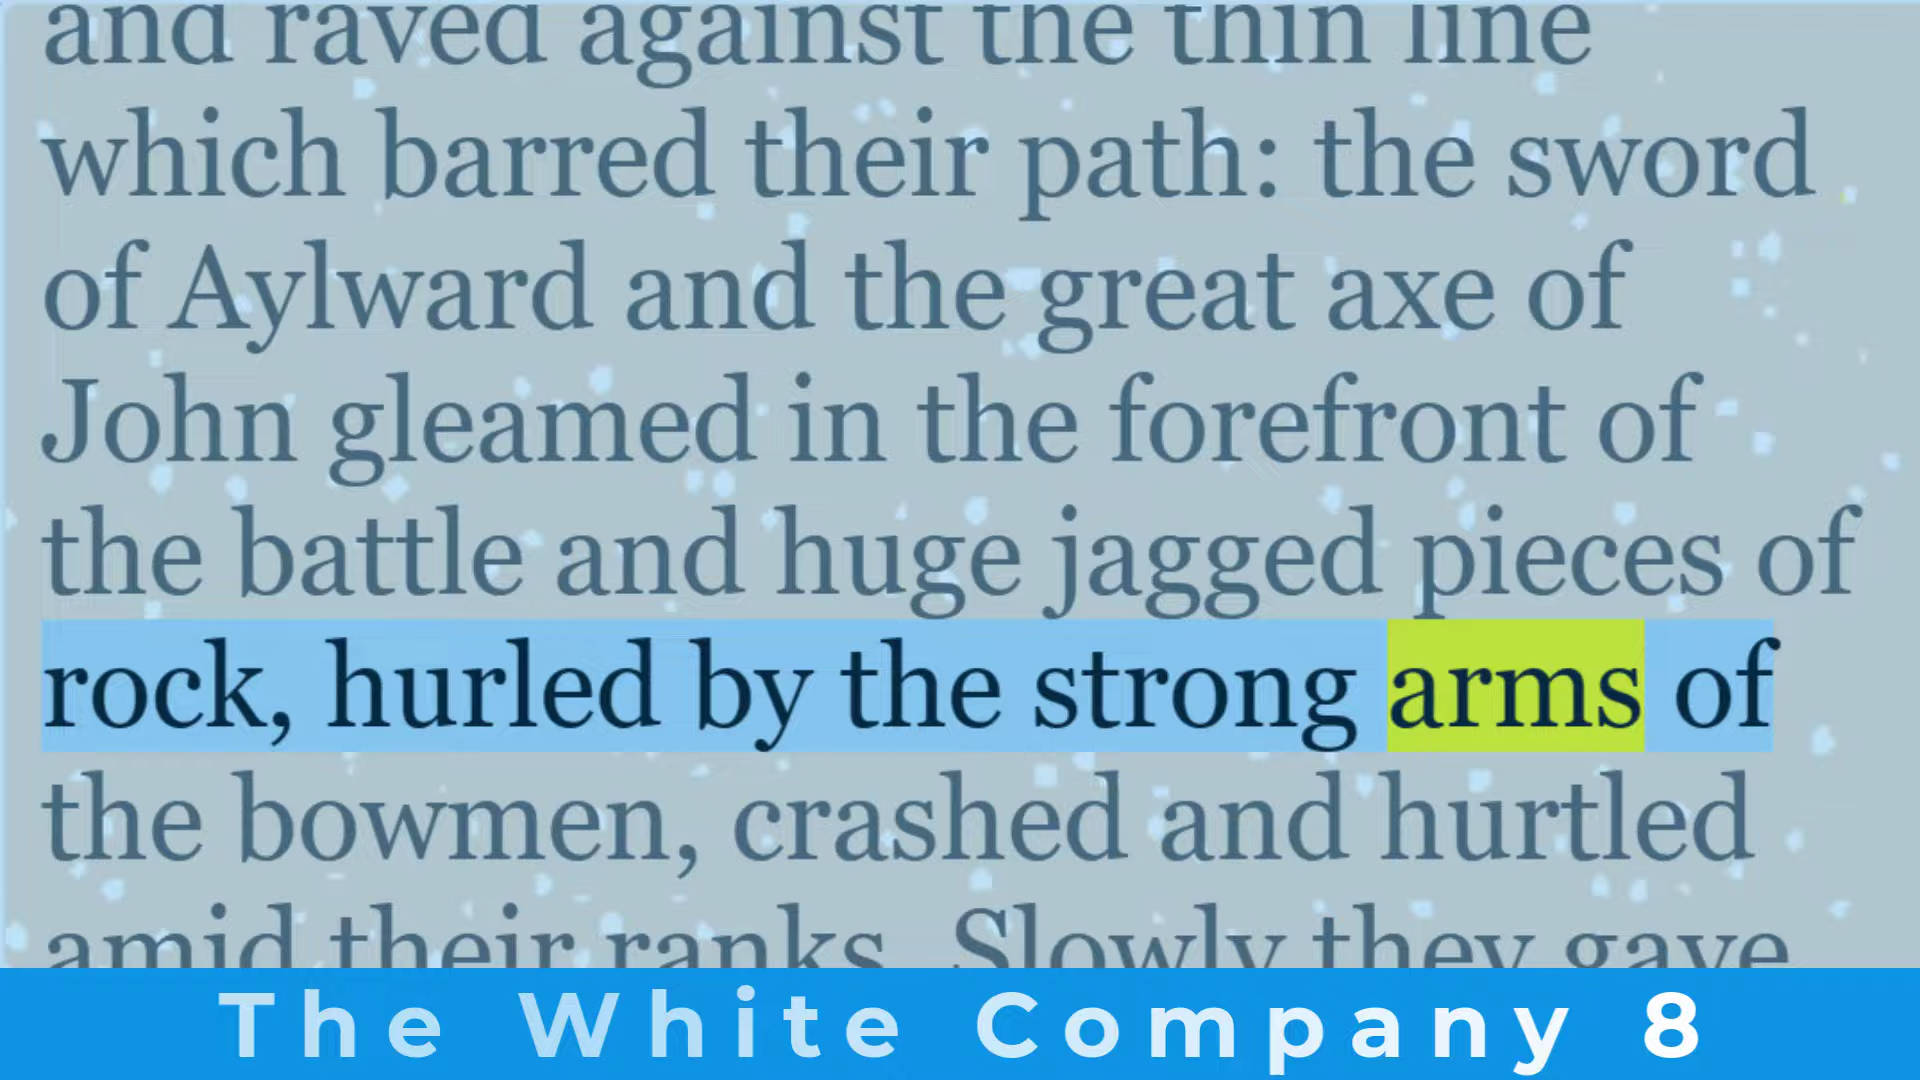 and raved against the thin line
which barred their path: the sword
of Aylward and the great axe of
John gleamed in the forefront of
the battle and huge jagged pieces of
rock, hurled by the strong arms of
the bowmen, crashed and hurtled
amid their ranks. Slowly they gave
The White Company 8